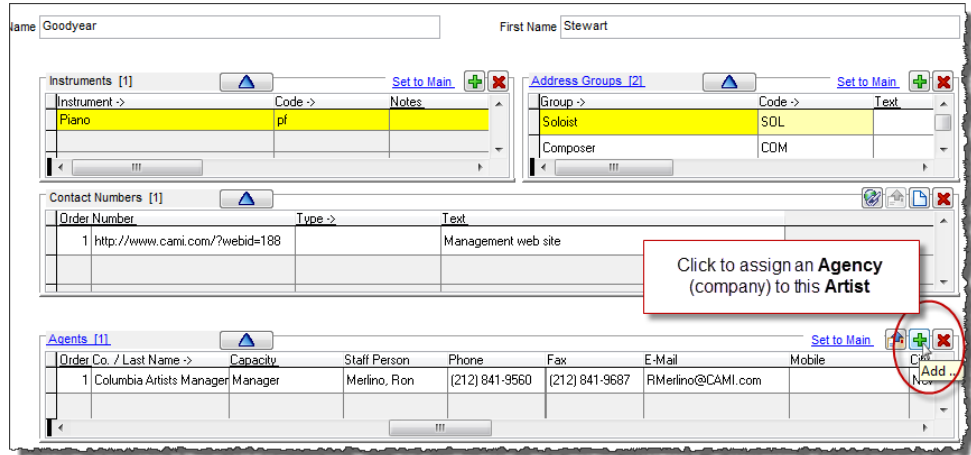 Name Goodyear First Name Stewart
Instruments [1] Set to Main Address Groups [2] Set to Main
Instrument -> Code -> Notes Group -> Code -> Text
Piano pf Soloist SOL
Composer COM
Contact Numbers [1]
Order Number Type -> Text
1 http://www.cami.com/?webid=188 Management web site
Click to assign an Agency
(company) to this Artist
Agents [1] Set to Main
Order Co. / Last Name -> Capacity Staff Person Phone Fax E-Mail Mobile
1 Columbia Artists Manager Manager Merlino, Ron (212) 841-9560 (212) 841-9687 RMerlino@CAMI.com
Add ..